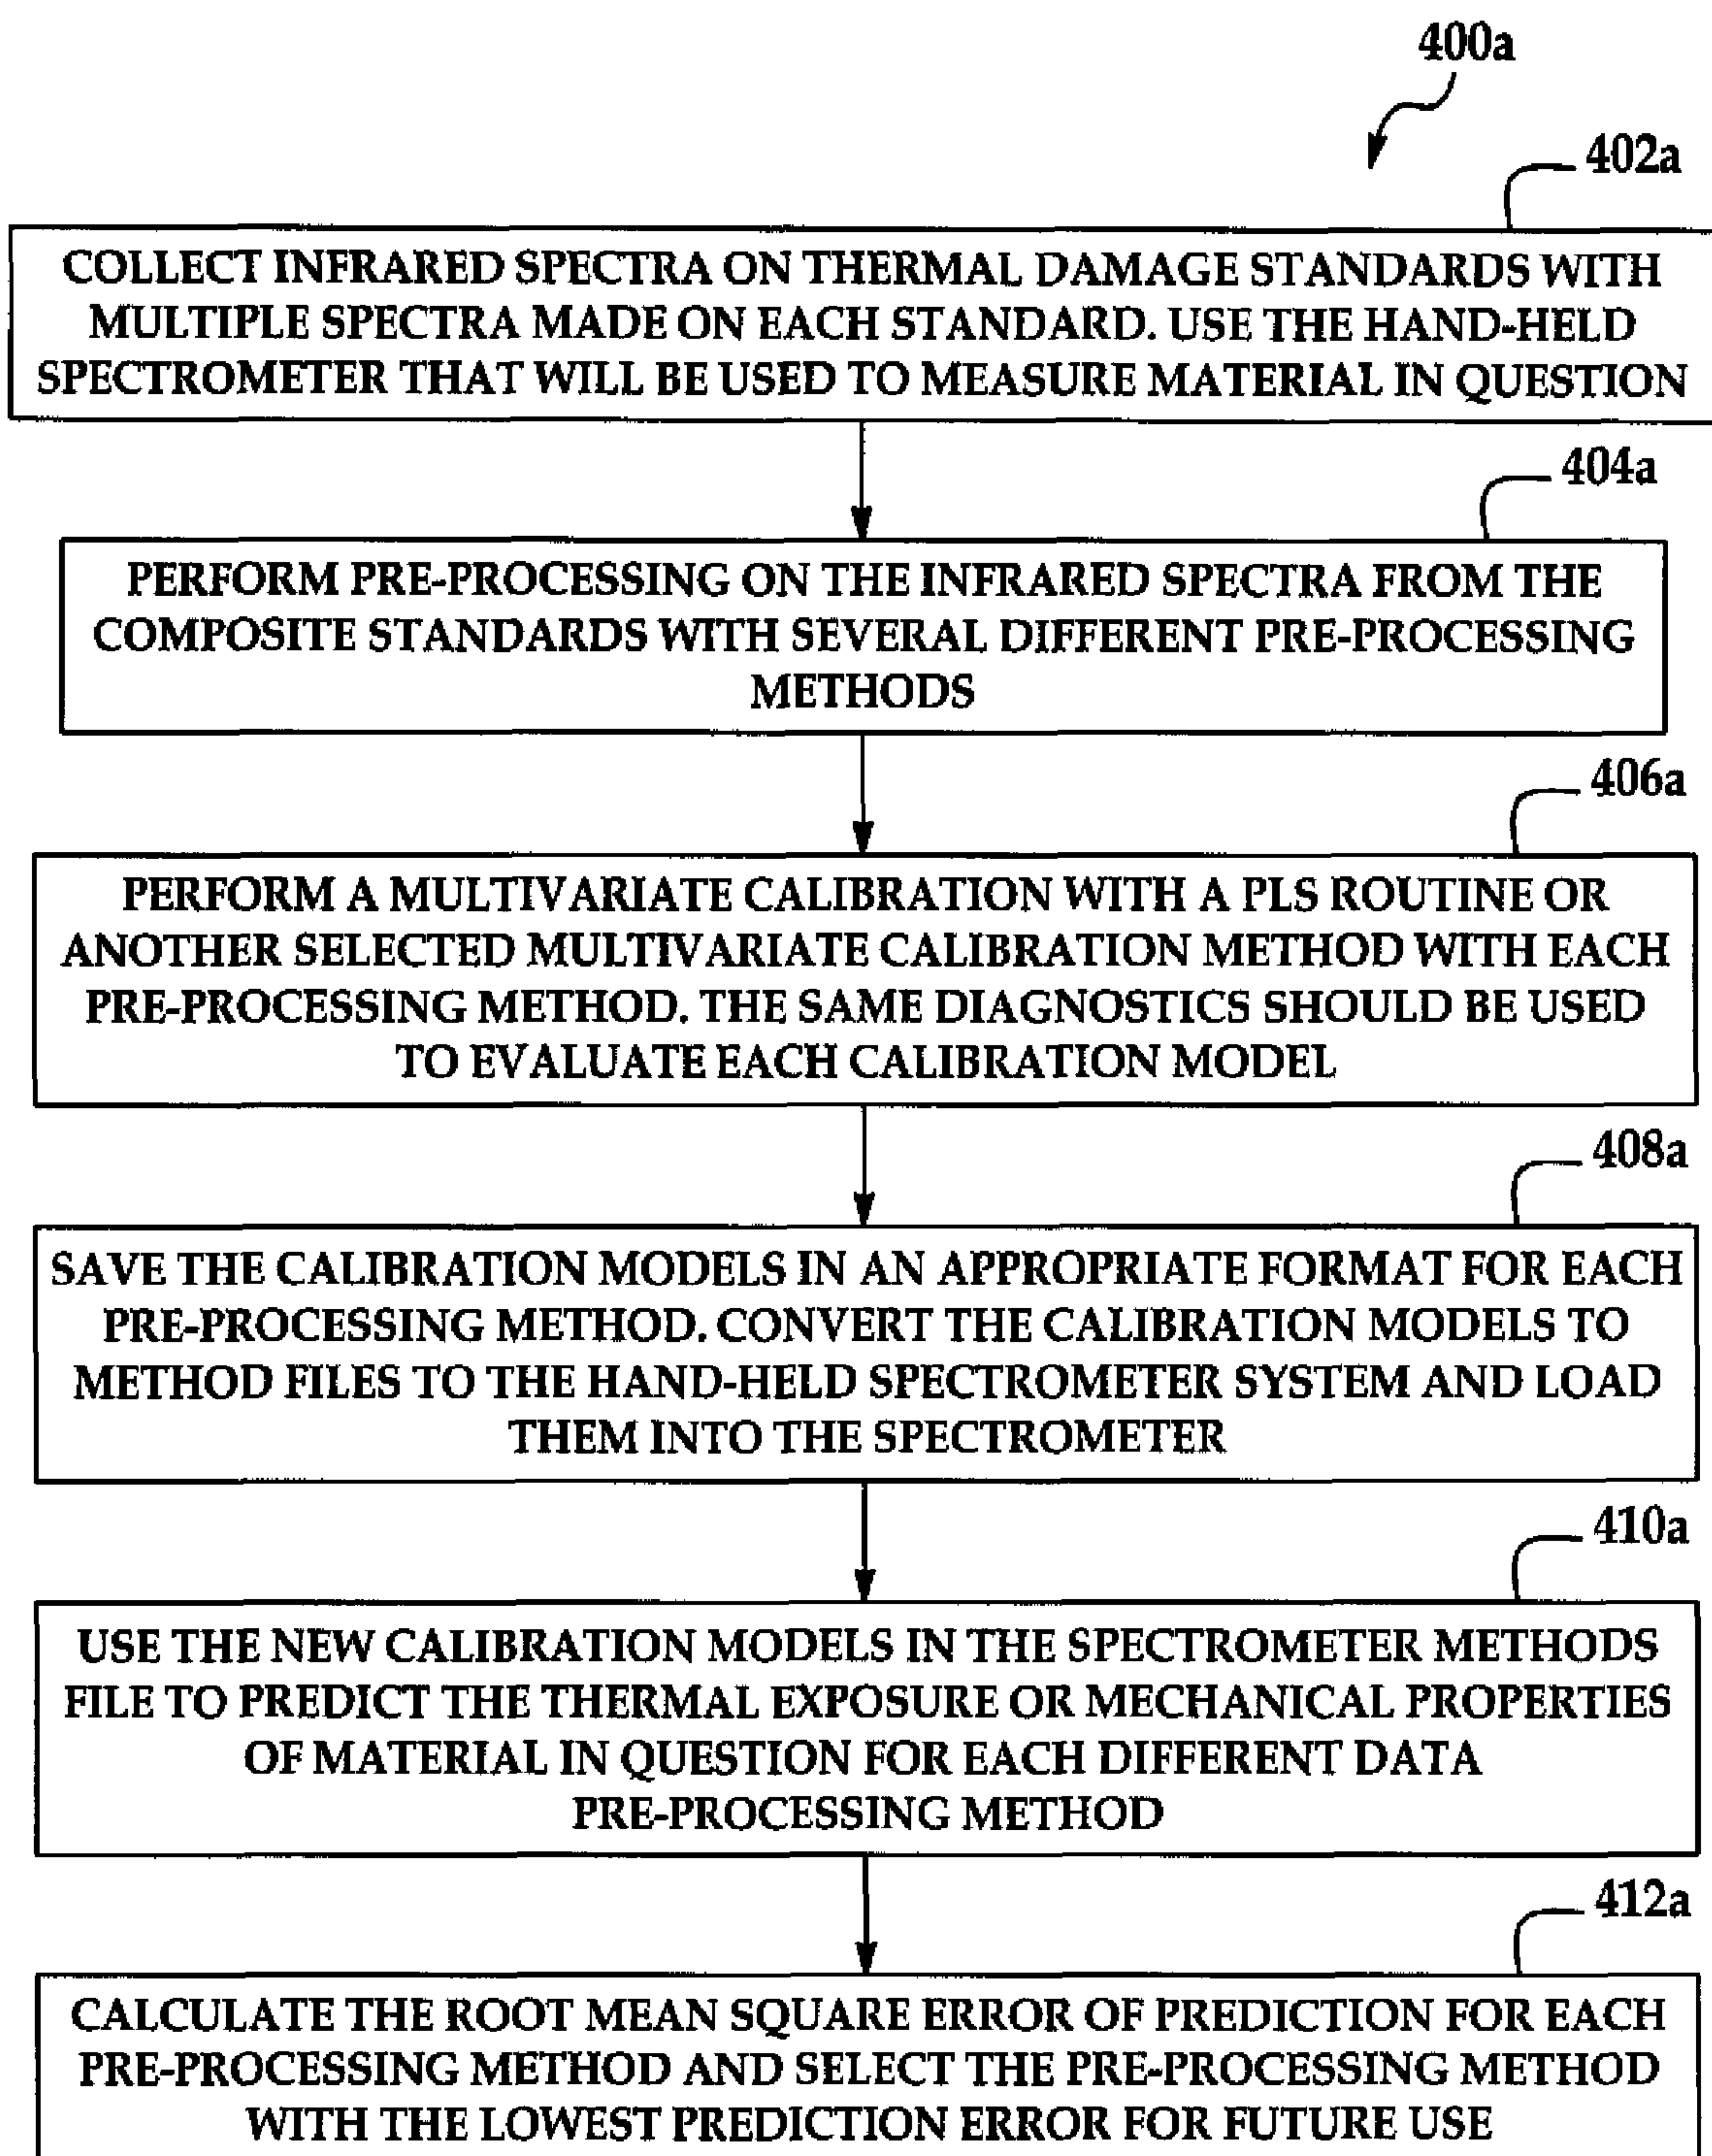 400a
402a
COLLECT INFRARED SPECTRA ON THERMAL DAMAGE STANDARDS WITH
MULTIPLE SPECTRA MADE ON EACH STANDARD. USE THE HAND-HELD
SPECTROMETER THAT WILL BE USED TO MEASURE MATERIAL IN QUESTION
404a
PERFORM PRE-PROCESSING ON THE INFRARED SPECTRA FROM THE
COMPOSITE STANDARDS WITH SEVERAL DIFFERENT PRE-PROCESSING
METHODS
406a
PERFORM A MULTIVARIATE CALIBRATION WITH A PLS ROUTINE OR
ANOTHER SELECTED MULTIVARIATE CALIBRATION METHOD WITH EACH
PRE-PROCESSING METHOD. THE SAME DIAGNOSTICS SHOULD BE USED
TO EVALUATE EACH CALIBRATION MODEL
408a
SAVE THE CALIBRATION MODELS IN AN APPROPRIATE FORMAT FOR EACH
PRE-PROCESSING METHOD. CONVERT THE CALIBRATION MODELS TO
METHOD FILES TO THE HAND-HELD SPECTROMETER SYSTEM AND LOAD
THEM INTO THE SPECTROMETER
410a
USE THE NEW CALIBRATION MODELS IN THE SPECTROMETER METHODS
FILE TO PREDICT THE THERMAL EXPOSURE OR MECHANICAL PROPERTIES
OF MATERIAL IN QUESTION FOR EACH DIFFERENT DATA
PRE-PROCESSING METHOD
412a
CALCULATE THE ROOT MEAN SQUARE ERROR OF PREDICTION FOR EACH
PRE-PROCESSING METHOD AND SELECT THE PRE-PROCESSING METHOD
WITH THE LOWEST PREDICTION ERROR FOR FUTURE USE